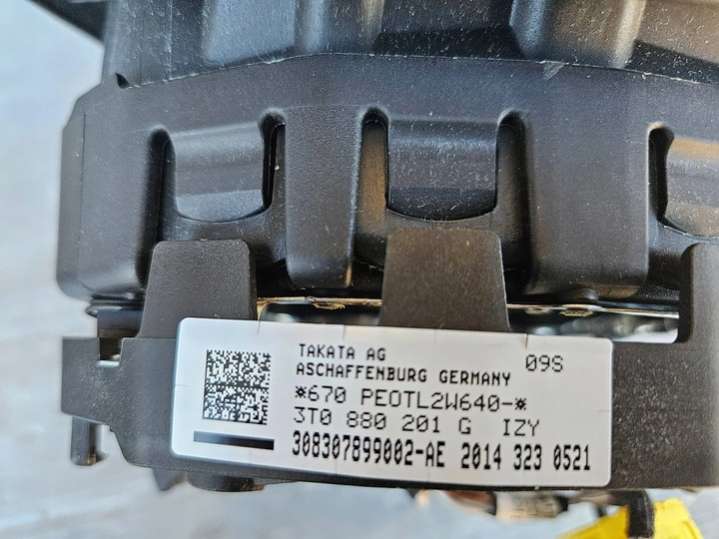 TAKATA AG 09S
ASCHAFFENBURG GERMANY
*670 PEOTL2W640-*
3T0 880 201 G IZY
308307899002-AE 2014 323 0521